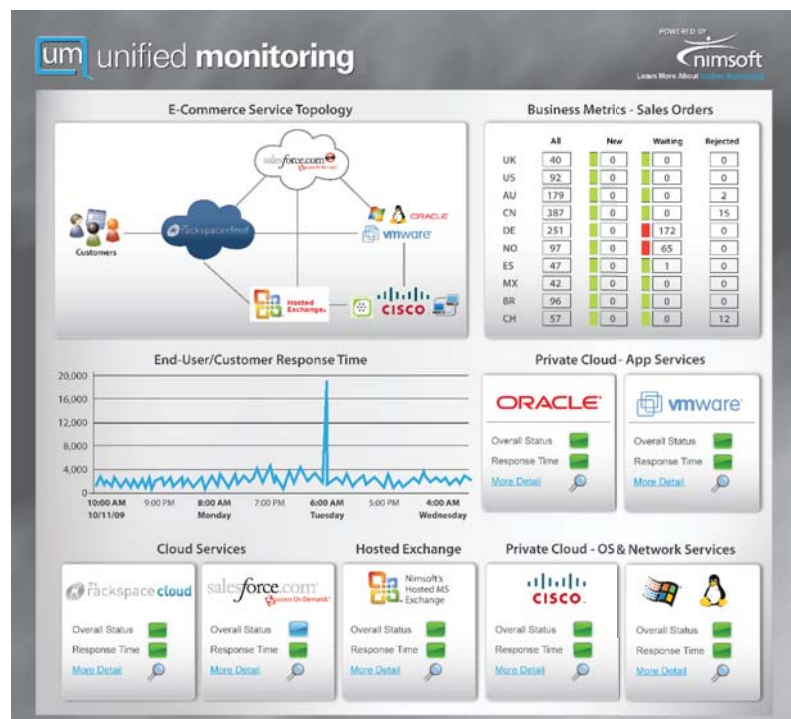 um unified monitoring
POWERED BY
nimsoft
Learn More About Unified Monitoring
E-Commerce Service Topology
salesforce.com
Success On Demand.
Customers
rackspacecloud
ORACLE
vmware
Hosted
Exchange
CISCO
Business Metrics - Sales Orders
All New Waiting Rejected
UK 40 0 0 0
US 92 0 0 0
AU 179 0 0 2
CN 387 0 0 15
DE 251 0 172 0
NO 97 0 65 0
ES 47 0 1 0
MX 42 0 0 0
BR 96 0 0 0
CH 57 0 0 12
End-User/Customer Response Time
20,000
16,000
12,000
8,000
4,000
0
10:00 AM 9:00 PM 8:00 AM 7:00 PM 6:00 AM 5:00 PM 4:00 AM
10/11/09 Monday Tuesday Wednesday
Private Cloud - App Services
ORACLE vmware
Overall Status Overall Status
Response Time Response Time
More Detail More Detail
Cloud Services
the rackspace cloud
Overall Status
Response Time
More Detail
salesforce.com
Success On Demand.
Overall Status
Response Time
More Detail
Hosted Exchange
Nimsoft's
Hosted MS
Exchange
Overall Status
Response Time
More Detail
Private Cloud - OS & Network Services
CISCO
Overall Status
Response Time
More Detail
Overall Status
Response Time
More Detail